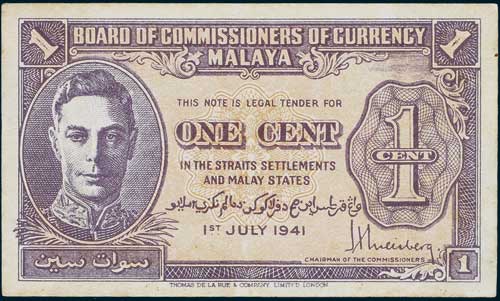 1 BOARD OF COMMISSIONERS OF CURRENCY 1
MALAYA
THIS NOTE IS LEGAL TENDER FOR
ONE CENT
IN THE STRAITS SETTLEMENTS
AND MALAY STATES
1
CENT
1ST JULY 1941
CHAIRMAN OF THE COMMISSIONERS
سوات سين
1
THOMAS DE LA RUE & COMPANY, LIMITED, LONDON